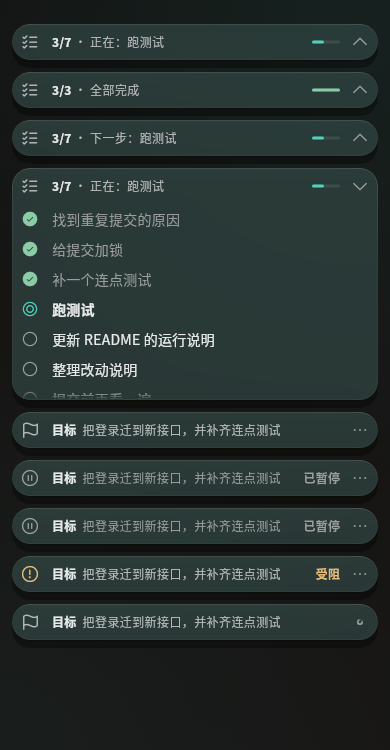 3/7 · 正在：跑测试
3/3 · 全部完成
3/7 · 下一步：跑测试
3/7 · 正在：跑测试
找到重复提交的原因
给提交加锁
补一个连点测试
跑测试
更新 README 的运行说明
整理改动说明
目标 把登录迁到新接口，并补齐连点测试
目标 把登录迁到新接口，并补齐连点测试 已暂停
目标 把登录迁到新接口，并补齐连点测试 已暂停
目标 把登录迁到新接口，并补齐连点测试 受阻
目标 把登录迁到新接口，并补齐连点测试